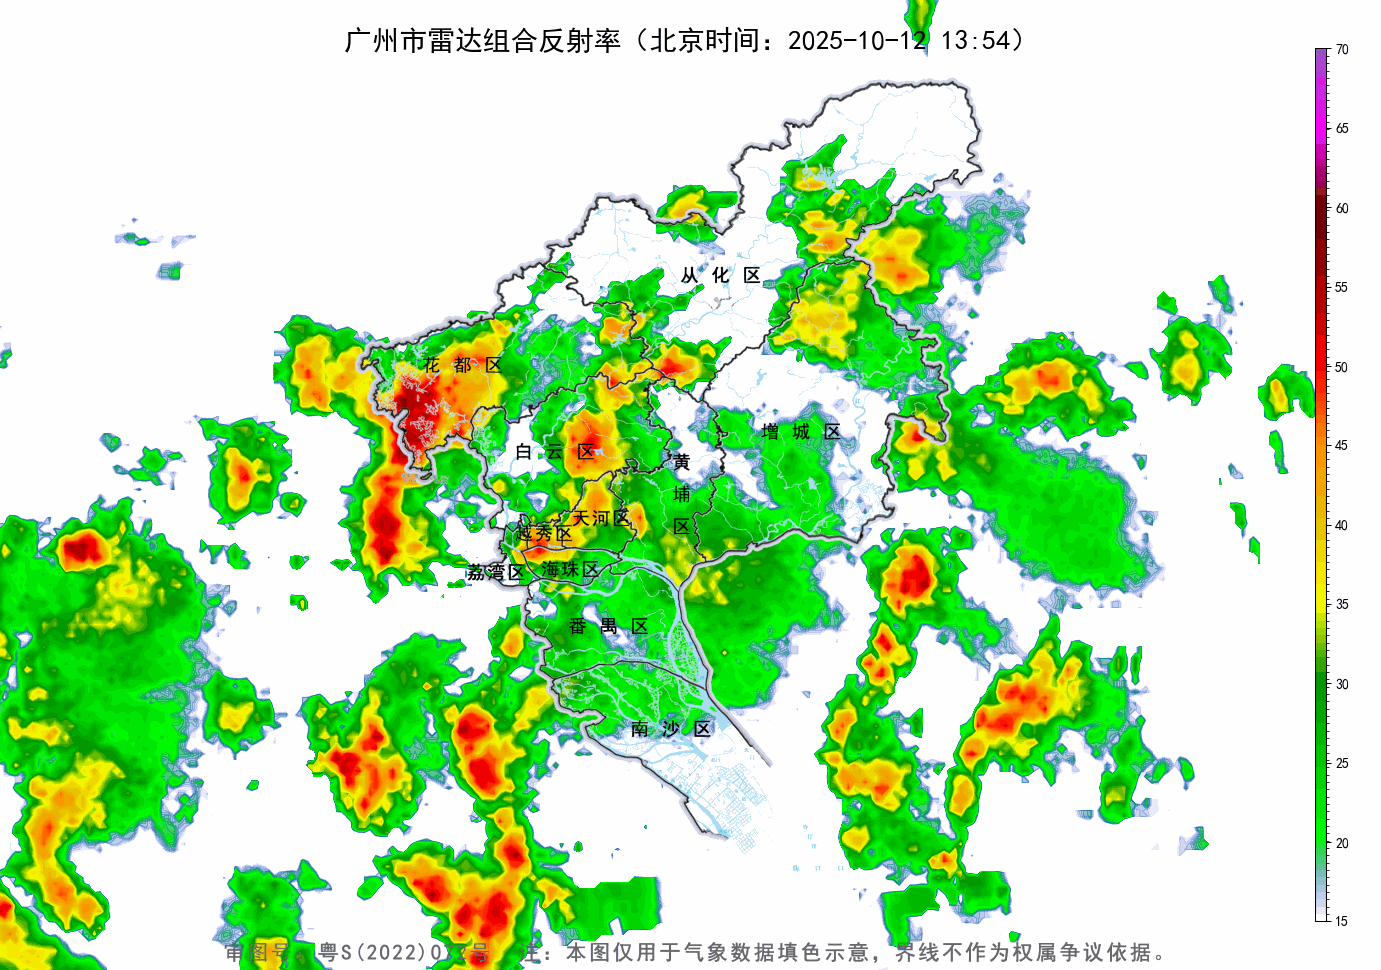 广州市雷达组合反射率（北京时间：2025-10-12 13:54）
70
65
60
55
50
45
40
35
30
25
20
15
从化区
花都区
增城区
白云区
黄埔区
天河区
越秀区
荔湾区
海珠区
番禺区
南沙区
审图号：粤S(2022)072号 注：本图仅用于气象数据填色示意，界线不作为权属争议依据。